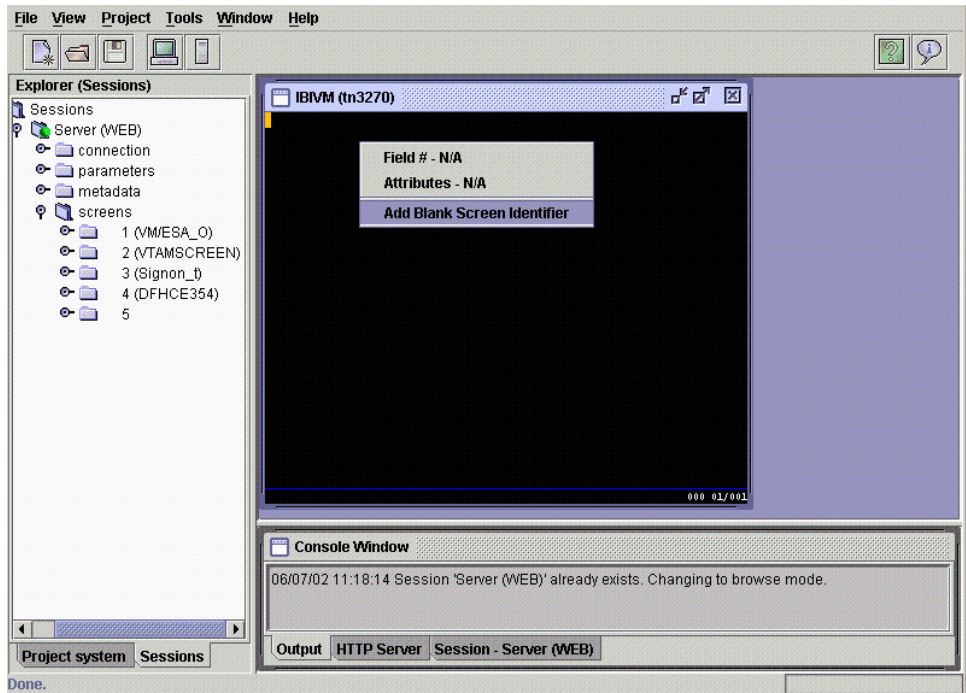 File View Project Tools Window Help
Explorer (Sessions)
Sessions
Server (WEB)
connection
parameters
metadata
screens
1 (VM/ESA_O)
2 (VTAMSCREEN)
3 (Signon_t)
4 (DFHCE354)
5
Project system Sessions
IBIVM (tn3270)
Field # - N/A
Attributes - N/A
Add Blank Screen Identifier
000 01/001
Console Window
06/07/02 11:18:14 Session 'Server (WEB)' already exists. Changing to browse mode.
Output HTTP Server Session - Server (WEB)
Done.